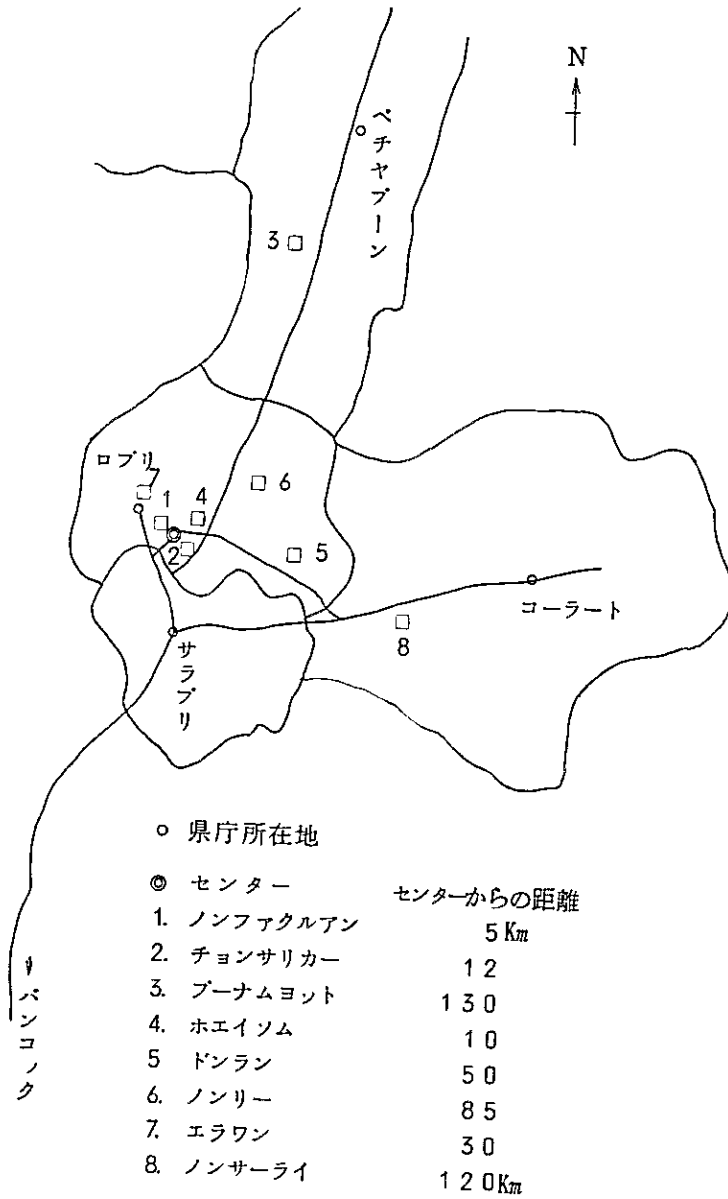 N
ペチャブーン
3
ロブリ
7
1
4
6
2
5
コーラート
8
サラブリ
バンコック
県庁所在地
センター
センターからの距離
1. ノンファクルアン 5Km
2. チョンサリカー 12
3. ブーナムヨット 130
4. ホエイソム 10
5 ドンラン 50
6. ノンリー 85
7. エラワン 30
8. ノンサーライ 120Km